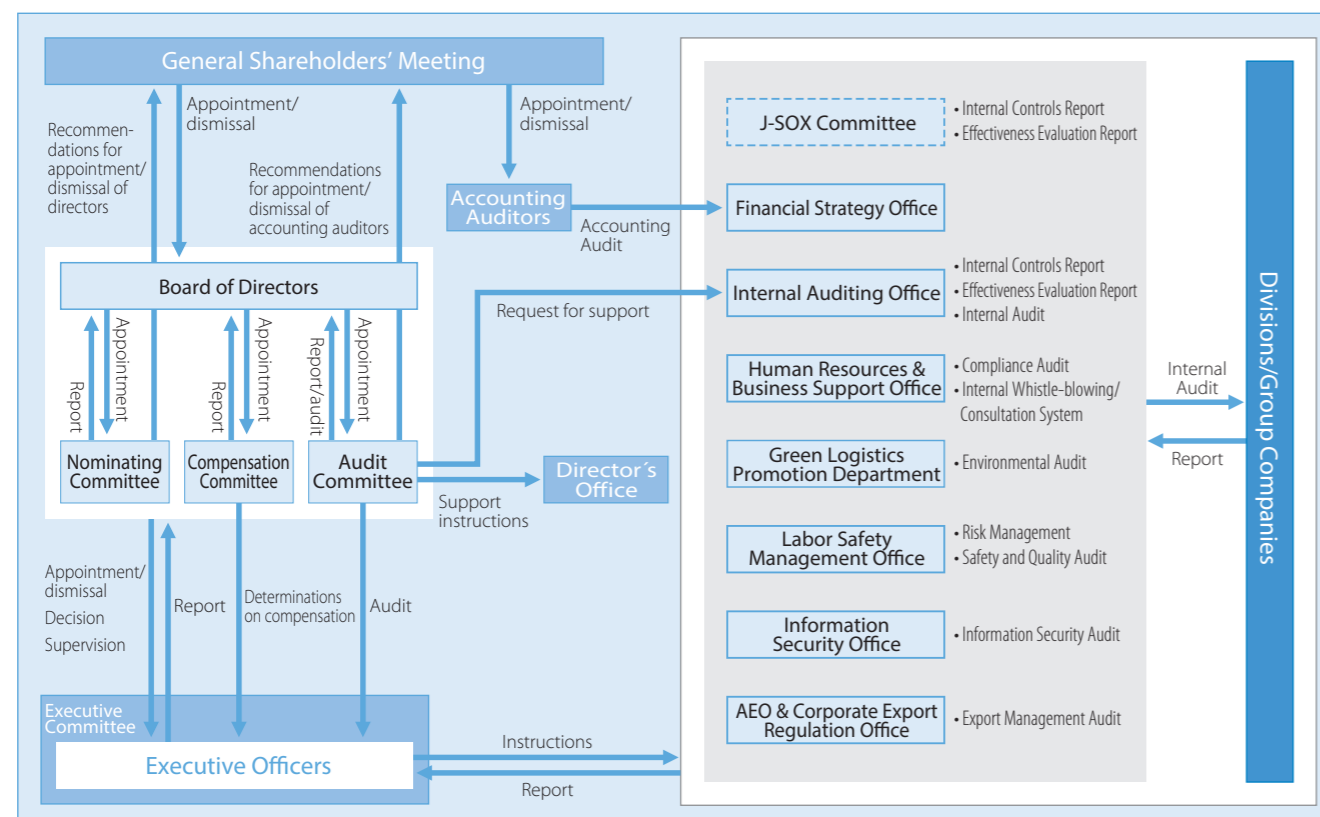 General Shareholders' Meeting
Appointment/
dismissal
Recommen-
dations for
appointment/
dismissal of
directors
Recommendations
for appointment/
dismissal of
accounting auditors
Appointment/
dismissal
Accounting
Auditors
Accounting
Audit
Board of Directors
Report
Appointment
Report
Appointment
Report/audit
Appointment
Nominating
Committee
Compensation
Committee
Audit
Committee
Request for support
Support
instructions
Director´s
Office
Appointment/
dismissal
Decision
Supervision
Report
Determinations
on compensation
Audit
Executive
Committee
Executive Officers
Instructions
Report
J-SOX Committee
• Internal Controls Report
• Effectiveness Evaluation Report
Financial Strategy Office
Internal Auditing Office
• Internal Controls Report
• Effectiveness Evaluation Report
• Internal Audit
Human Resources &
Business Support Office
• Compliance Audit
• Internal Whistle-blowing/
Consultation System
Green Logistics
Promotion Department
• Environmental Audit
Labor Safety
Management Office
• Risk Management
• Safety and Quality Audit
Information
Security Office
• Information Security Audit
AEO & Corporate Export
Regulation Office
• Export Management Audit
Internal
Audit
Report
Divisions/Group Companies